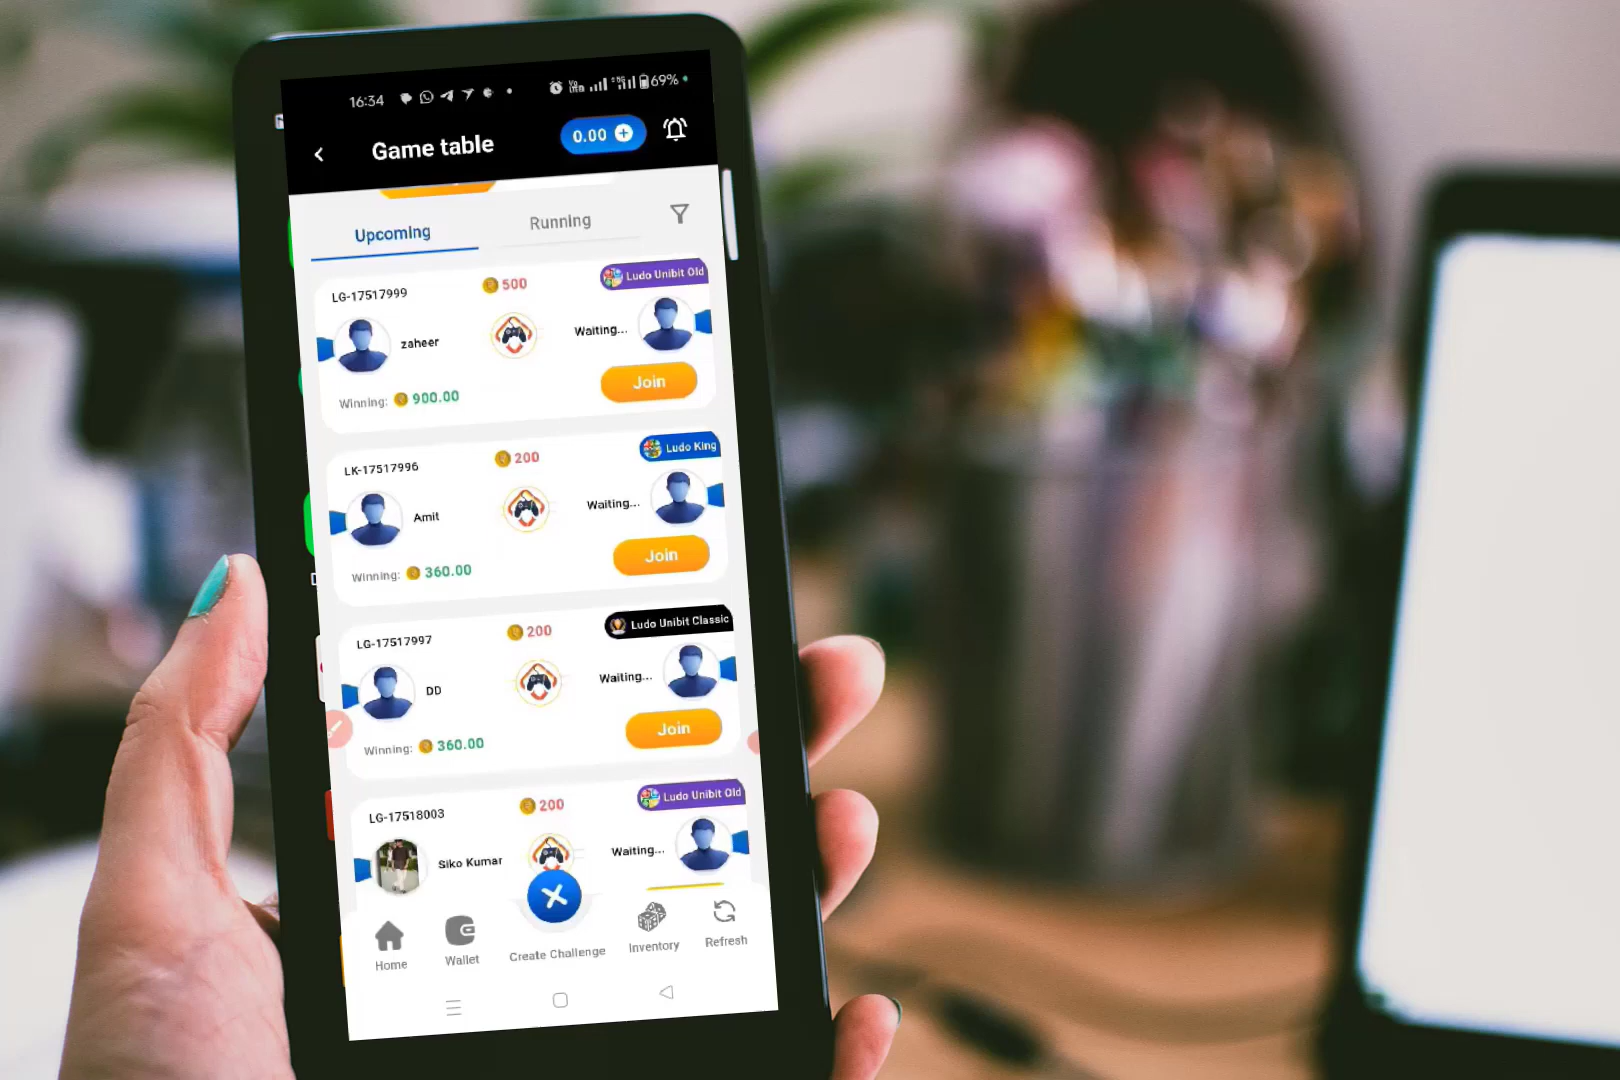 16:34
69%
Game table
0.00
Upcoming
Running
LG-17517999
500
Ludo Unibit Old
zaheer
Waiting...
Winning: 900.00
Join
LK-17517996
200
Ludo King
Amit
Waiting...
Winning: 360.00
Join
LG-17517997
200
Ludo Unibit Classic
DD
Waiting...
Winning: 360.00
Join
LG-17518003
200
Ludo Unibit Old
Siko Kumar
Waiting...
Home
Wallet
Create Challenge
Inventory
Refresh